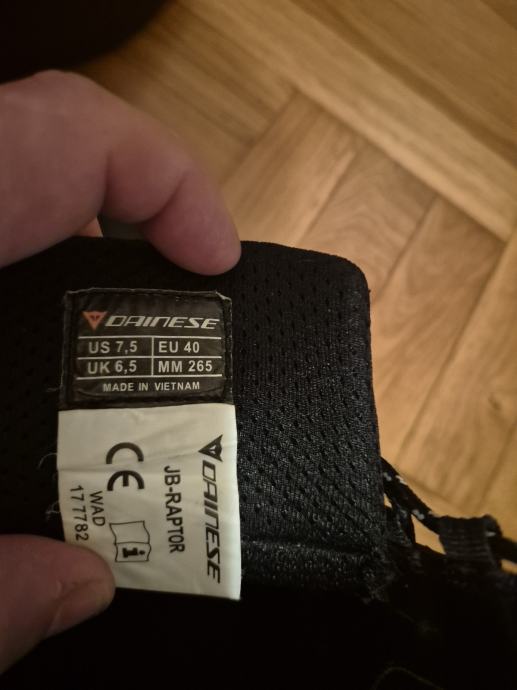 DAINESE
US 7,5 EU 40
UK 6,5 MM 265
MADE IN VIETNAM
DAINESE
JB-RAPTOR
CE
i
WAD
177782